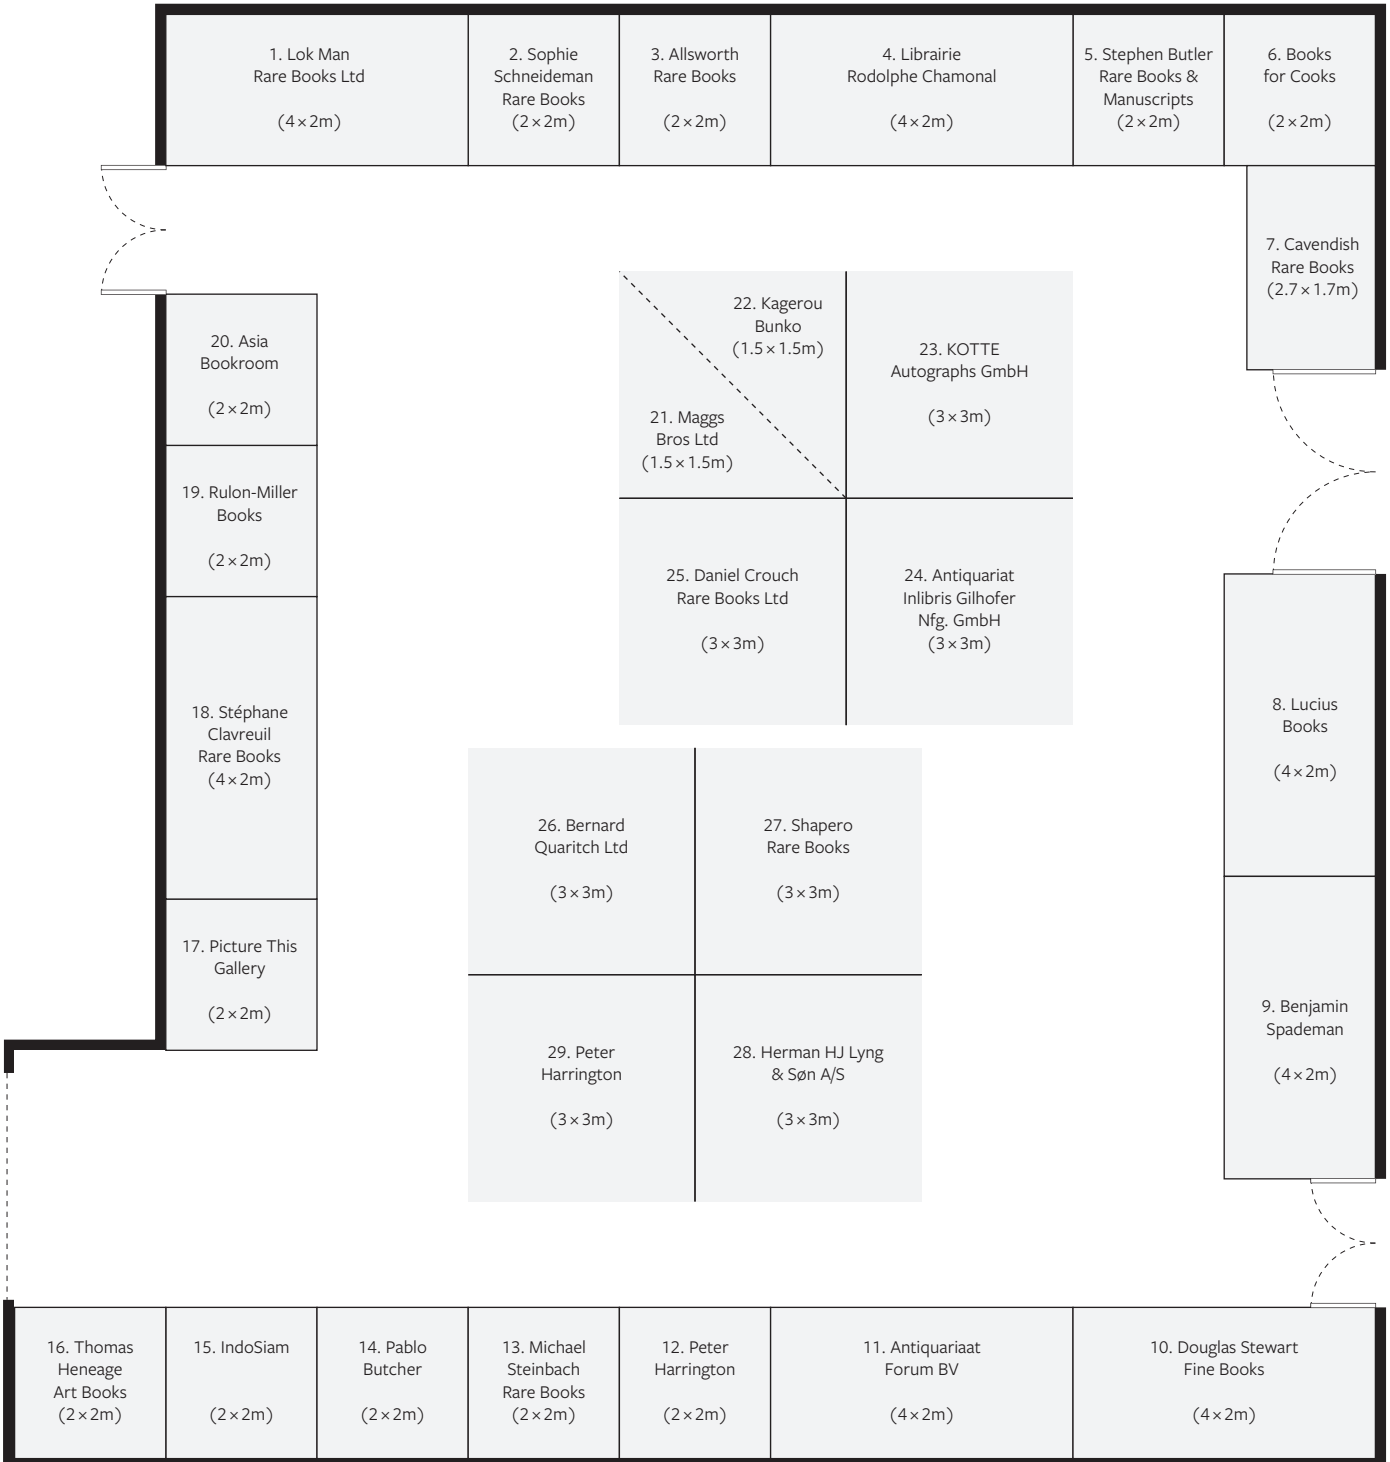 1. Lok Man
Rare Books Ltd
(4 × 2m)
2. Sophie
Schneideman
Rare Books
(2 × 2m)
3. Allsworth
Rare Books
(2 × 2m)
4. Librairie
Rodolphe Chamonal
(4 × 2m)
5. Stephen Butler
Rare Books &
Manuscripts
(2 × 2m)
6. Books
for Cooks
(2 × 2m)
7. Cavendish
Rare Books
(2.7 × 1.7m)
20. Asia
Bookroom
(2 × 2m)
22. Kagerou
Bunko
(1.5 × 1.5m)
23. KOTTE
Autographs GmbH
(3 × 3m)
21. Maggs
Bros Ltd
(1.5 × 1.5m)
19. Rulon-Miller
Books
(2 × 2m)
25. Daniel Crouch
Rare Books Ltd
(3 × 3m)
24. Antiquariat
Inlibris Gilhofer
Nfg. GmbH
(3 × 3m)
18. Stéphane
Clavreuil
Rare Books
(4 × 2m)
8. Lucius
Books
(4 × 2m)
26. Bernard
Quaritch Ltd
(3 × 3m)
27. Shapero
Rare Books
(3 × 3m)
17. Picture This
Gallery
(2 × 2m)
9. Benjamin
Spademan
(4 × 2m)
29. Peter
Harrington
(3 × 3m)
28. Herman HJ Lyng
& Søn A/S
(3 × 3m)
16. Thomas
Heneage
Art Books
(2 × 2m)
15. IndoSiam
(2 × 2m)
14. Pablo
Butcher
(2 × 2m)
13. Michael
Steinbach
Rare Books
(2 × 2m)
12. Peter
Harrington
(2 × 2m)
11. Antiquariaat
Forum BV
(4 × 2m)
10. Douglas Stewart
Fine Books
(4 × 2m)